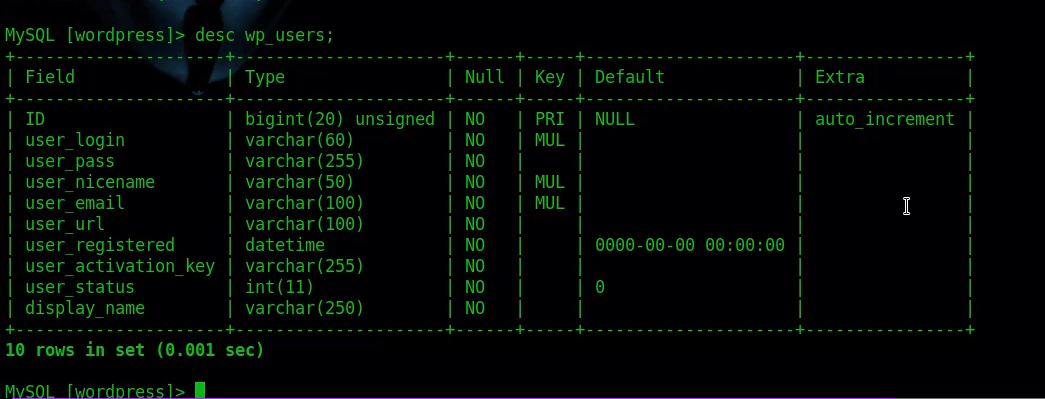 MySQL [wordpress]> desc wp_users;
+---------------------+---------------------+------+-----+---------------------+----------------+
| Field               | Type                | Null | Key | Default             | Extra          |
+---------------------+---------------------+------+-----+---------------------+----------------+
| ID                  | bigint(20) unsigned | NO   | PRI | NULL                | auto_increment |
| user_login          | varchar(60)         | NO   | MUL |                     |                |
| user_pass           | varchar(255)        | NO   |     |                     |                |
| user_nicename       | varchar(50)         | NO   | MUL |                     |                |
| user_email          | varchar(100)        | NO   | MUL |                     |                |
| user_url            | varchar(100)        | NO   |     |                     |                |
| user_registered     | datetime            | NO   |     | 0000-00-00 00:00:00 |                |
| user_activation_key | varchar(255)        | NO   |     |                     |                |
| user_status         | int(11)             | NO   |     | 0                   |                |
| display_name        | varchar(250)        | NO   |     |                     |                |
+---------------------+---------------------+------+-----+---------------------+----------------+
10 rows in set (0.001 sec)
MySQL [wordpress]>